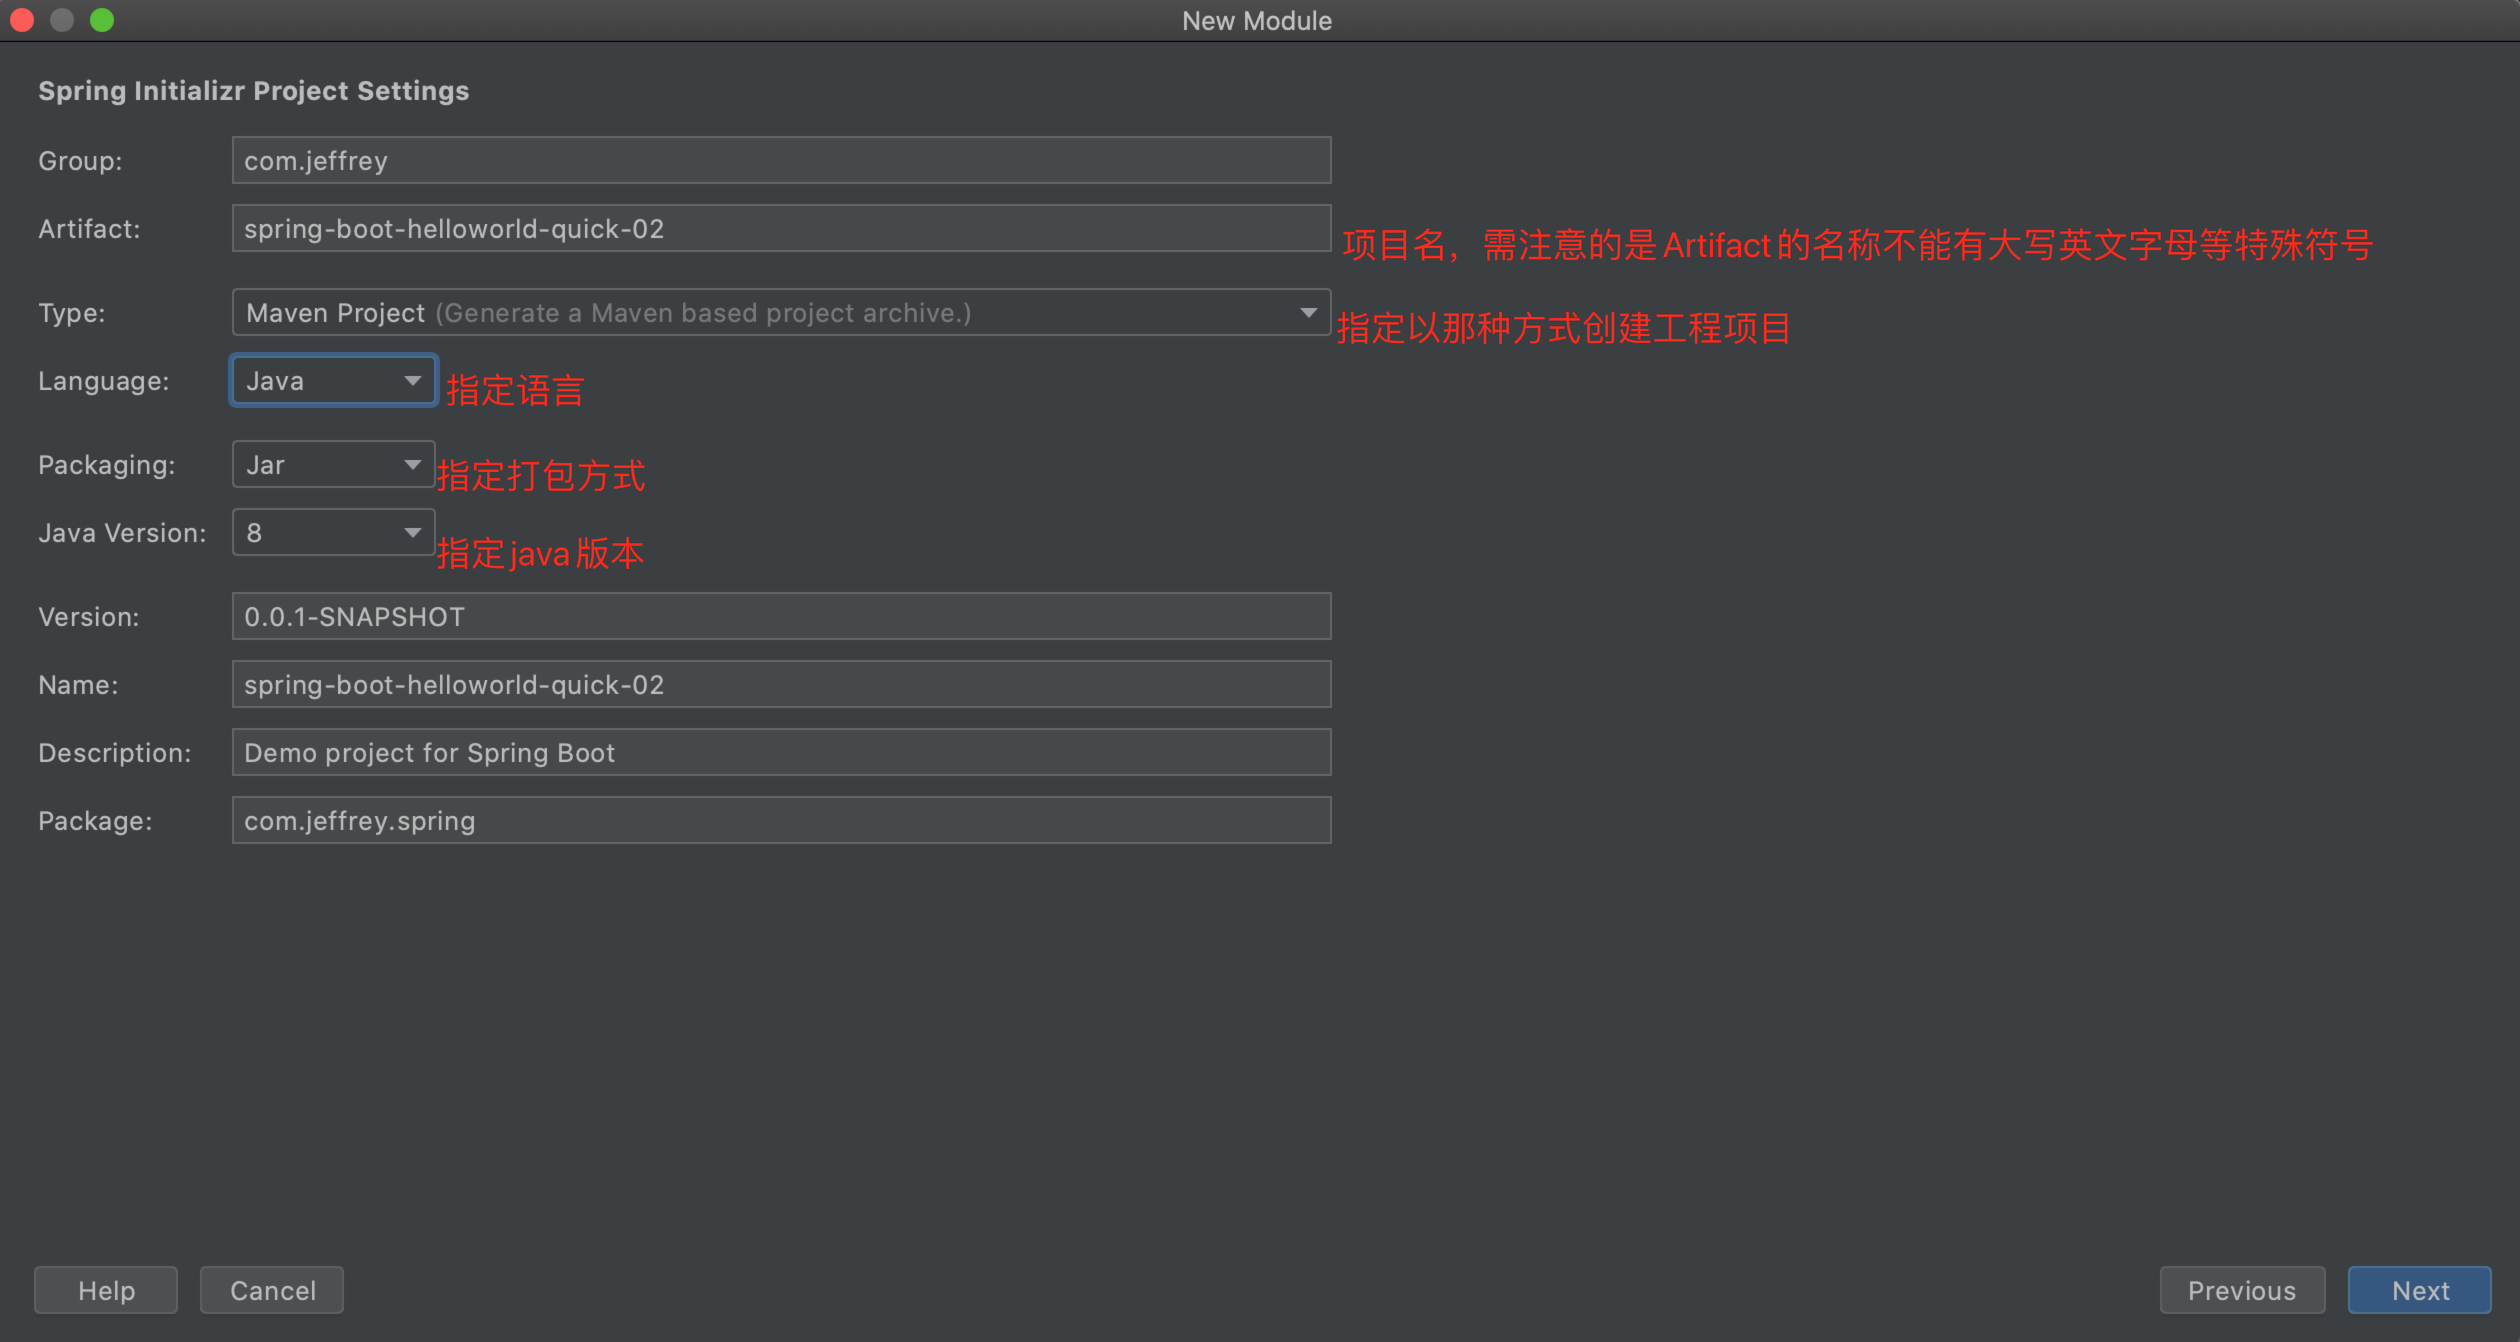 New Module
Spring Initializr Project Settings
Group: com.jeffrey
Artifact: spring-boot-helloworld-quick-02 项目名，需注意的是Artifact的名称不能有大写英文字母等特殊符号
Type: Maven Project (Generate a Maven based project archive.) 指定以那种方式创建工程项目
Language: Java 指定语言
Packaging: Jar 指定打包方式
Java Version: 8 指定java版本
Version: 0.0.1-SNAPSHOT
Name: spring-boot-helloworld-quick-02
Description: Demo project for Spring Boot
Package: com.jeffrey.spring
Help Cancel Previous Next